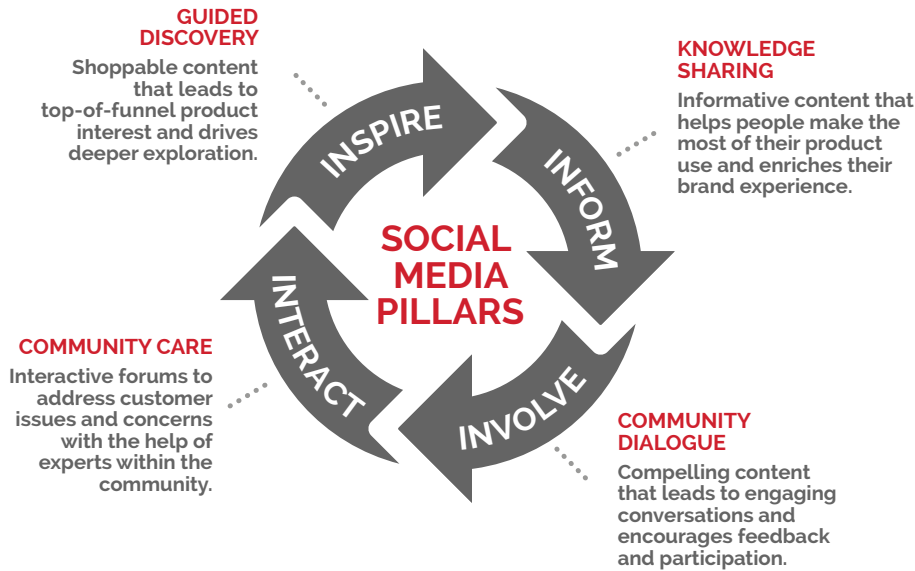 GUIDED
DISCOVERY
Shoppable content
that leads to
top-of-funnel product
interest and drives
deeper exploration.
INSPIRE
KNOWLEDGE
SHARING
Informative content that
helps people make the
most of their product
use and enriches their
brand experience.
INFORM
SOCIAL
MEDIA
PILLARS
INVOLVE
COMMUNITY
DIALOGUE
Compelling content
that leads to engaging
conversations and
encourages feedback
and participation.
INTERACT
COMMUNITY CARE
Interactive forums to
address customer
issues and concerns
with the help of
experts within the
community.